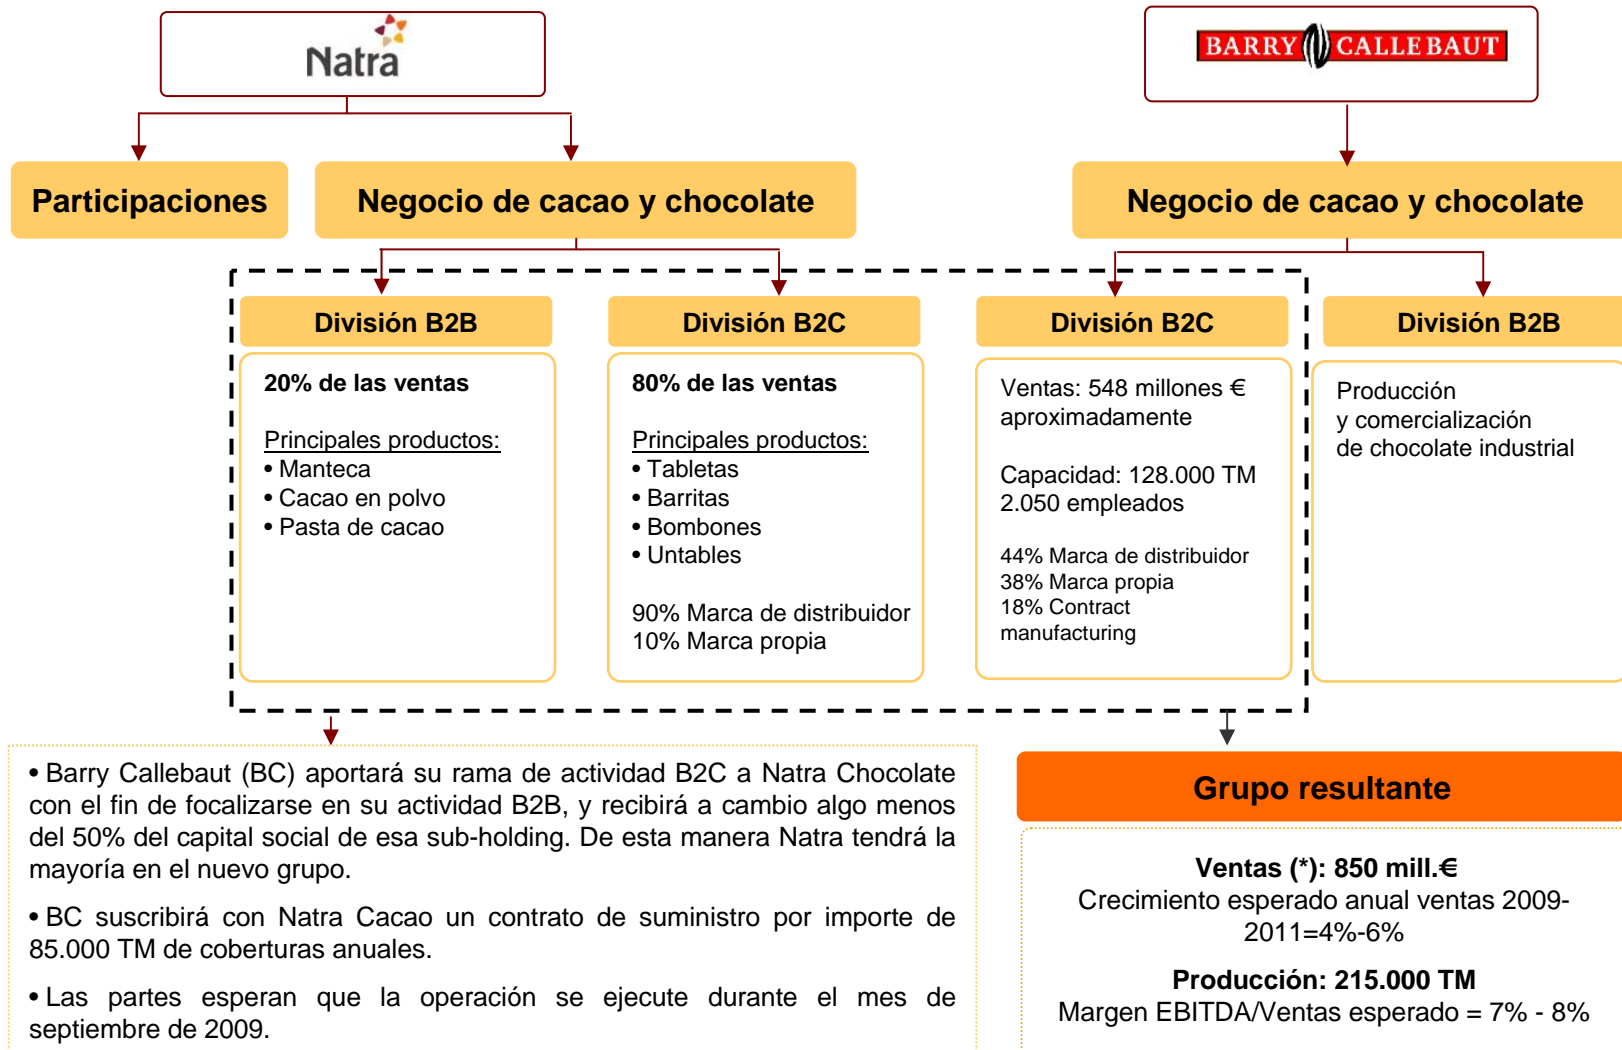 Natra
BARRY CALLEBAUT
Participaciones
Negocio de cacao y chocolate
Negocio de cacao y chocolate
División B2B
División B2C
División B2C
División B2B
20% de las ventas
Principales productos:
• Manteca
• Cacao en polvo
• Pasta de cacao
80% de las ventas
Principales productos:
• Tabletas
• Barritas
• Bombones
• Untables
90% Marca de distribuidor
10% Marca propia
Ventas: 548 millones €
aproximadamente
Capacidad: 128.000 TM
2.050 empleados
44% Marca de distribuidor
38% Marca propia
18% Contract
manufacturing
Producción
y comercialización
de chocolate industrial
• Barry Callebaut (BC) aportará su rama de actividad B2C a Natra Chocolate
con el fin de focalizarse en su actividad B2B, y recibirá a cambio algo menos
del 50% del capital social de esa sub-holding. De esta manera Natra tendrá la
mayoría en el nuevo grupo.
• BC suscribirá con Natra Cacao un contrato de suministro por importe de
85.000 TM de coberturas anuales.
• Las partes esperan que la operación se ejecute durante el mes de
septiembre de 2009.
Grupo resultante
Ventas (*): 850 mill.€
Crecimiento esperado anual ventas 2009-
2011=4%-6%
Producción: 215.000 TM
Margen EBITDA/Ventas esperado = 7% - 8%